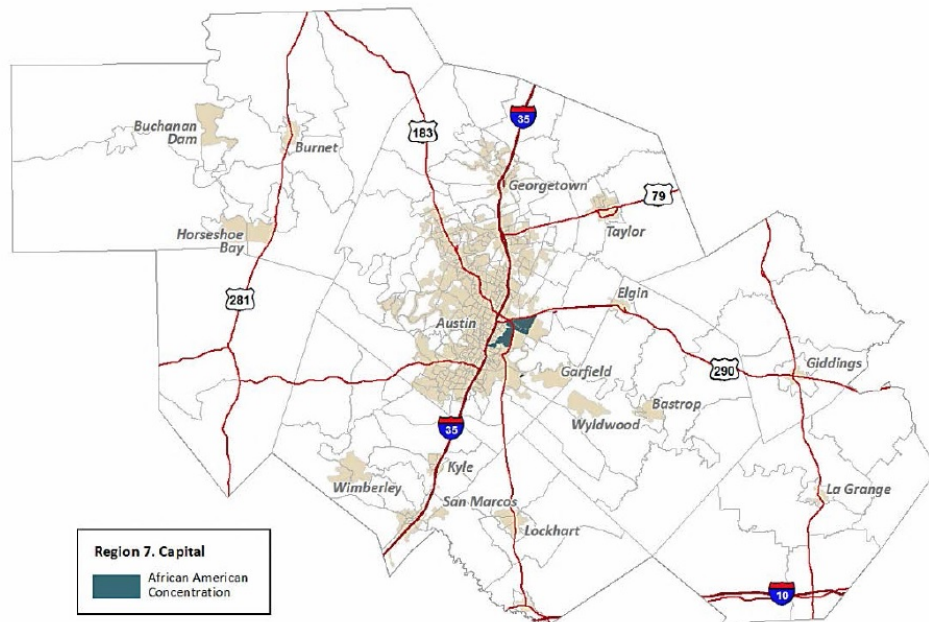 35
183
Buchanan
Dam
Burnet
Georgetown
79
Taylor
Horseshoe
Bay
281
Elgin
Austin
290
Giddings
Garfield
Bastrop
Wyldwood
35
Kyle
Wimberley
San Marcos
La Grange
Lockhart
Region 7. Capital
African American
Concentration
10